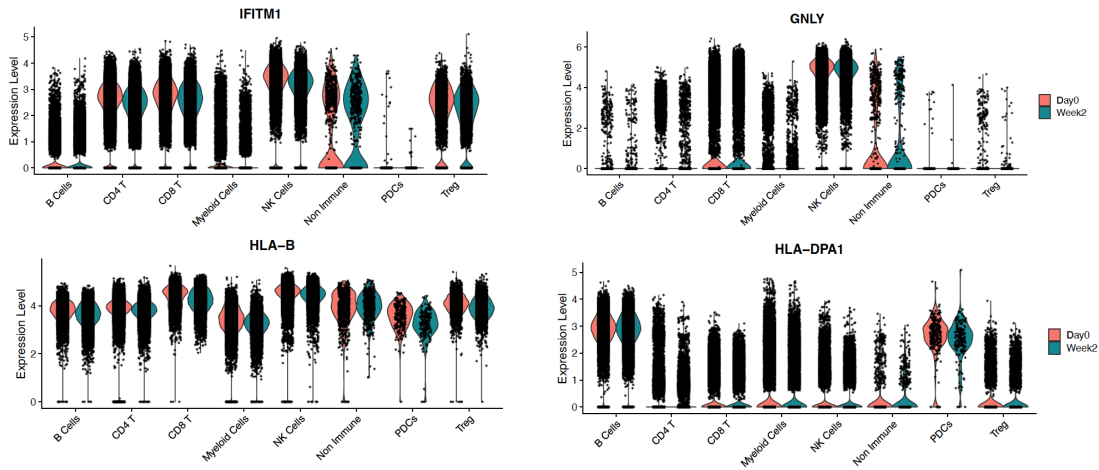 IFITM1
Expression Level
5
4
3
2
1
0
B Cells
CD4 T
CD8 T
Myeloid Cells
NK Cells
Non Immune
PDCs
Treg
GNLY
Expression Level
6
4
2
0
B Cells
CD4 T
CD8 T
Myeloid Cells
NK Cells
Non Immune
PDCs
Treg
Day0
Week2
HLA−B
Expression Level
4
2
0
B Cells
CD4 T
CD8 T
Myeloid Cells
NK Cells
Non Immune
PDCs
Treg
HLA−DPA1
Expression Level
5
4
3
2
1
0
B Cells
CD4 T
CD8 T
Myeloid Cells
NK Cells
Non Immune
PDCs
Treg
Day0
Week2